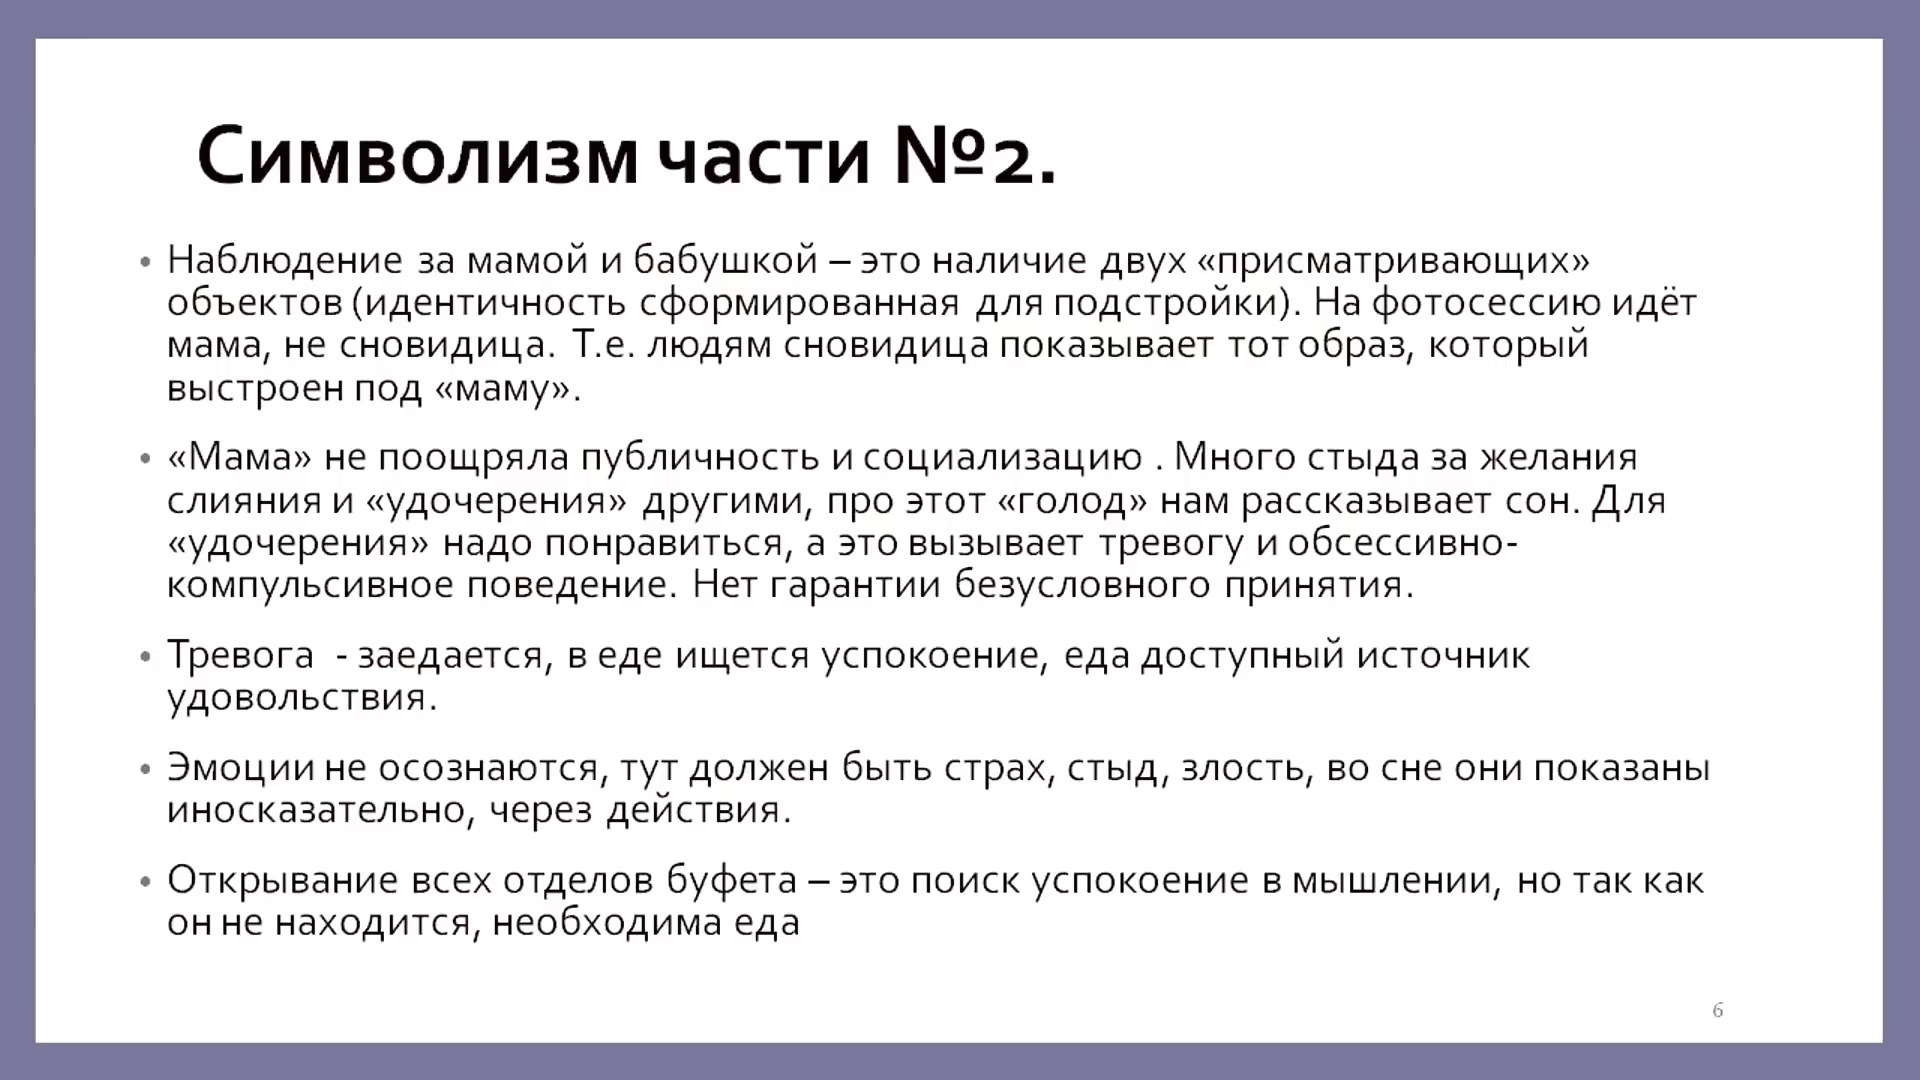 Символизм части №2.
Наблюдение за мамой и бабушкой – это наличие двух «присматривающих»
объектов (идентичность сформированная для подстройки). На фотосессию идёт
мама, не сновидица. Т.е. людям сновидица показывает тот образ, который
выстроен под «маму».
«Мама» не поощряла публичность и социализацию . Много стыда за желания
слияния и «удочерения» другими, про этот «голод» нам рассказывает сон. Для
«удочерения» надо понравиться, а это вызывает тревогу и обсессивно-
компульсивное поведение. Нет гарантии безусловного принятия.
Тревога - заедается, в еде ищется успокоение, еда доступный источник
удовольствия.
Эмоции не осознаются, тут должен быть страх, стыд, злость, во сне они показаны
иносказательно, через действия.
Открывание всех отделов буфета – это поиск успокоение в мышлении, но так как
он не находится, необходима еда
6